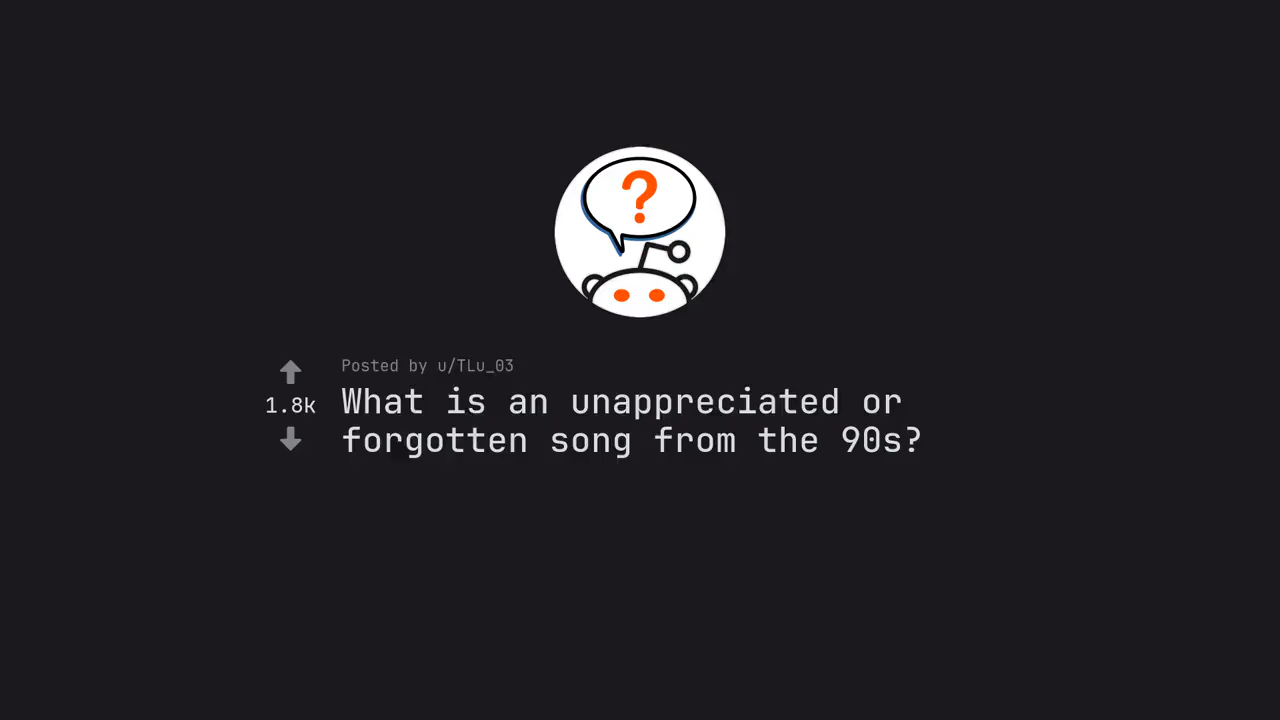 ?
Posted by u/TLu_03
1.8k
What is an unappreciated or
forgotten song from the 90s?